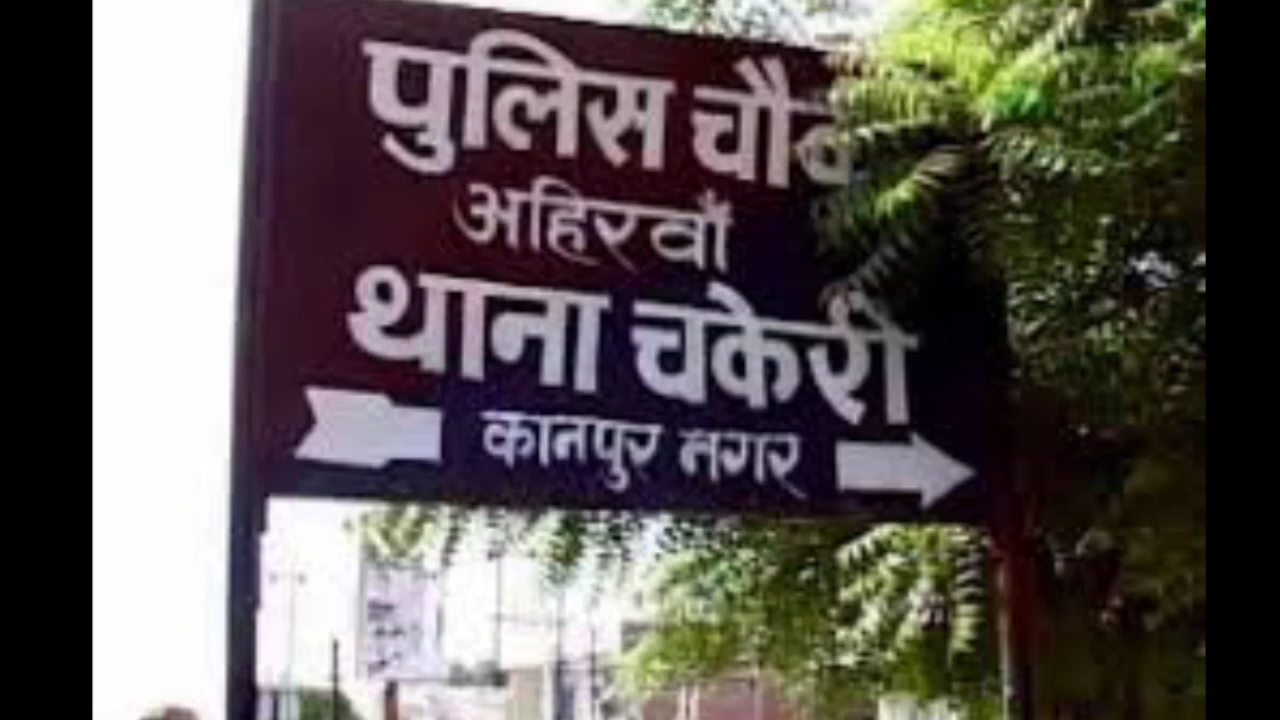 पुलिस
अहिरवाँ
थाना चकेरी
कानपुर नगर